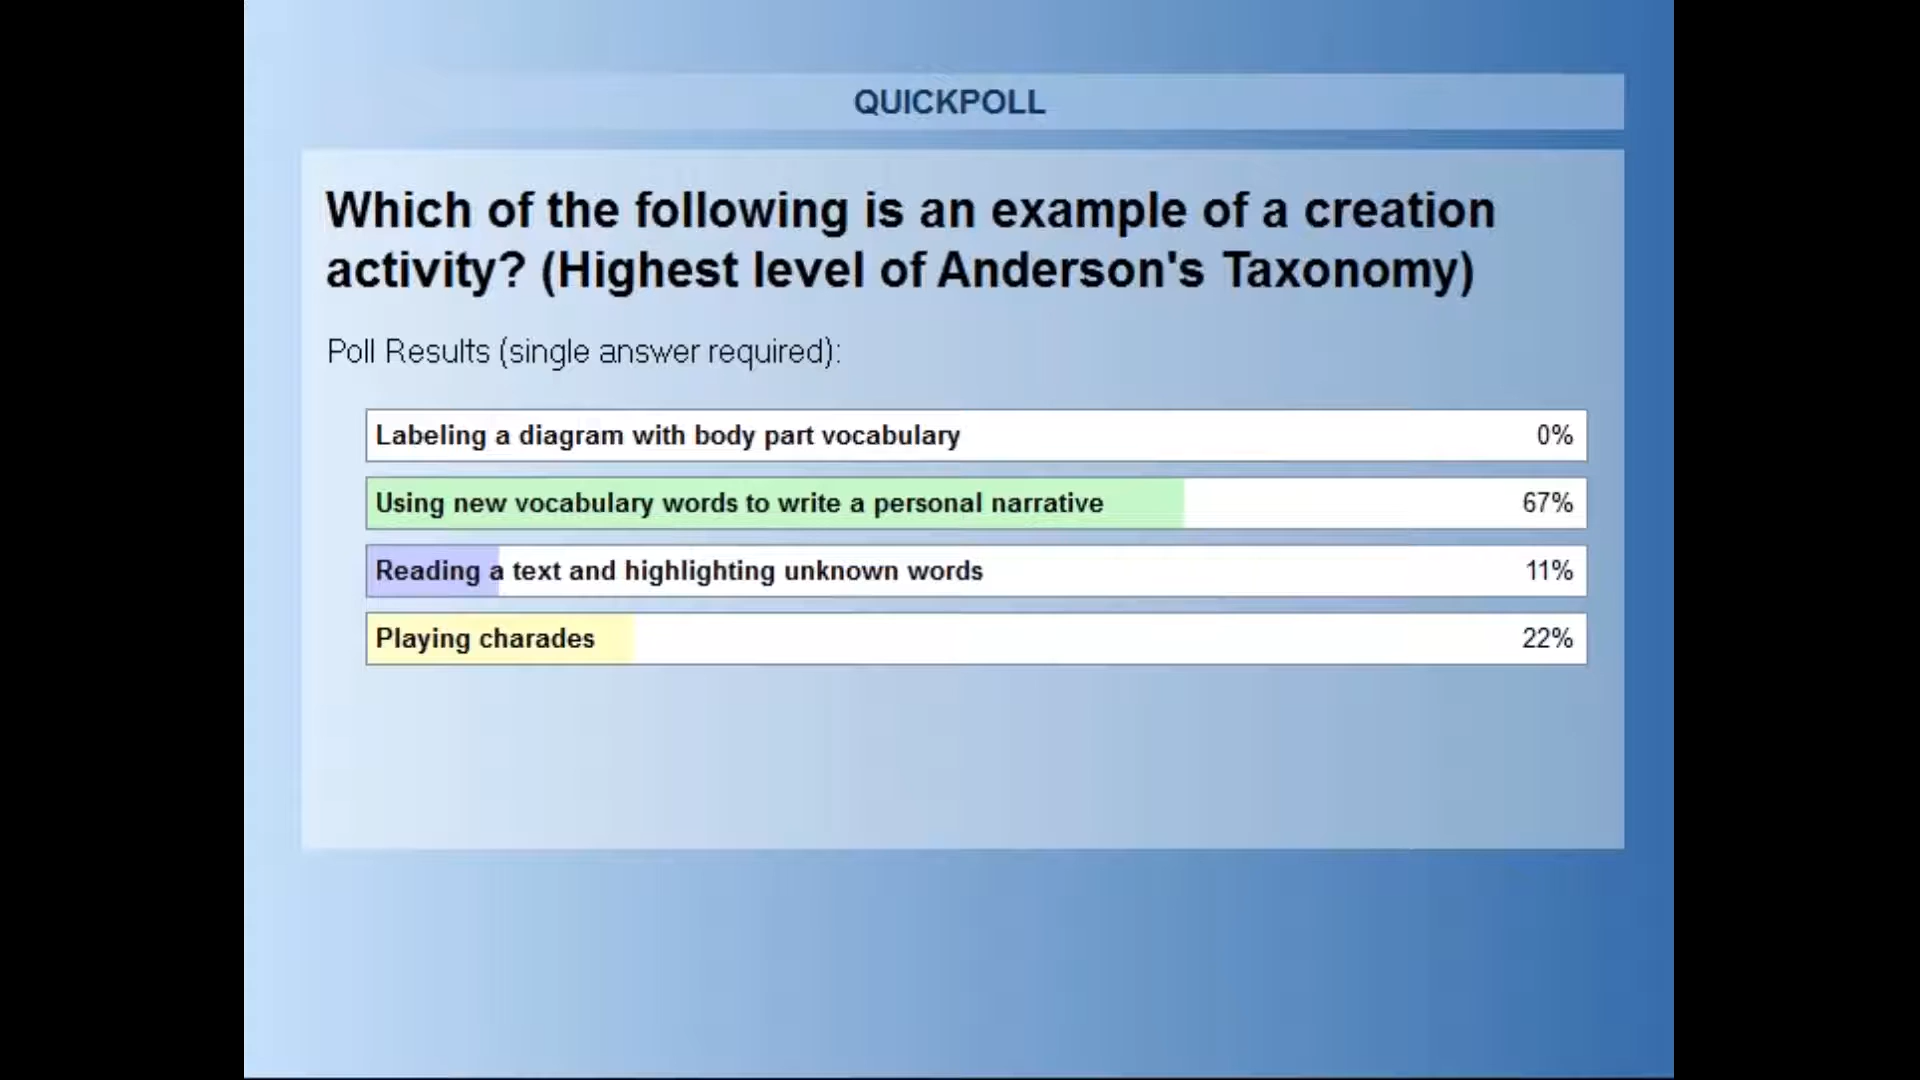 QUICKPOLL
Which of the following is an example of a creation
activity? (Highest level of Anderson's Taxonomy)
Poll Results (single answer required):
Labeling a diagram with body part vocabulary 0%
Using new vocabulary words to write a personal narrative 67%
Reading a text and highlighting unknown words 11%
Playing charades 22%